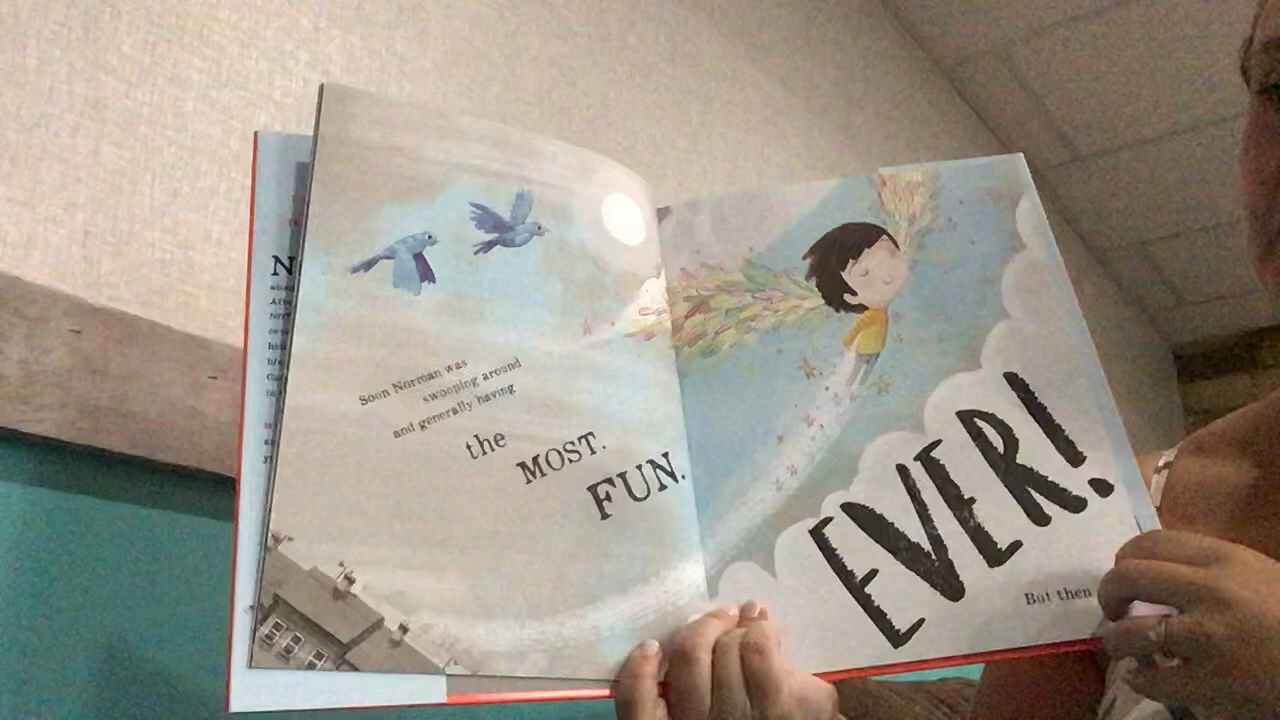 N
Soon Norman was
swooping around
and generally having
the
MOST.
FUN.
EVER!
But then